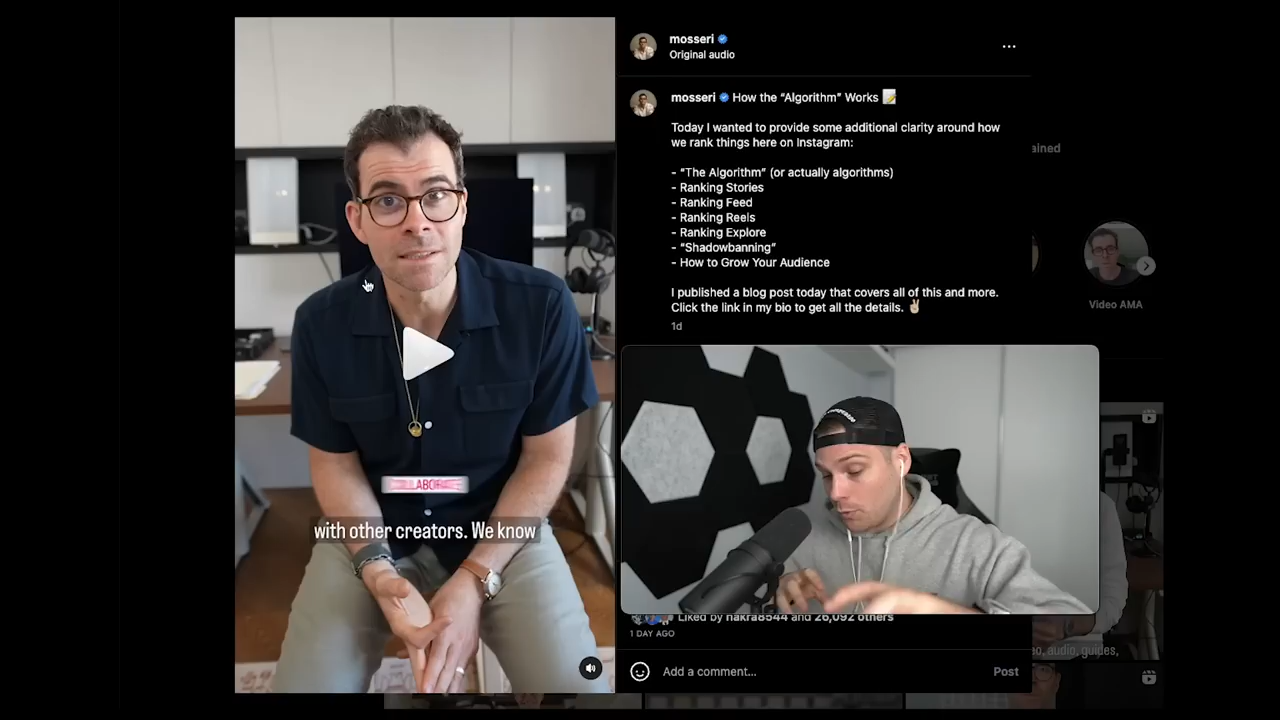 mosseri
Original audio
mosseri How the “Algorithm” Works
Today I wanted to provide some additional clarity around how
we rank things here on Instagram:
- “The Algorithm” (or actually algorithms)
- Ranking Stories
- Ranking Feed
- Ranking Reels
- Ranking Explore
- “Shadowbanning”
- How to Grow Your Audience
I published a blog post today that covers all of this and more.
Click the link in my bio to get all the details.
1d
ained
Video AMA
with other creators. We know
Liked by hakra8544 and 26,092 others
1 DAY AGO
eo, audio, guides,
Add a comment...
Post